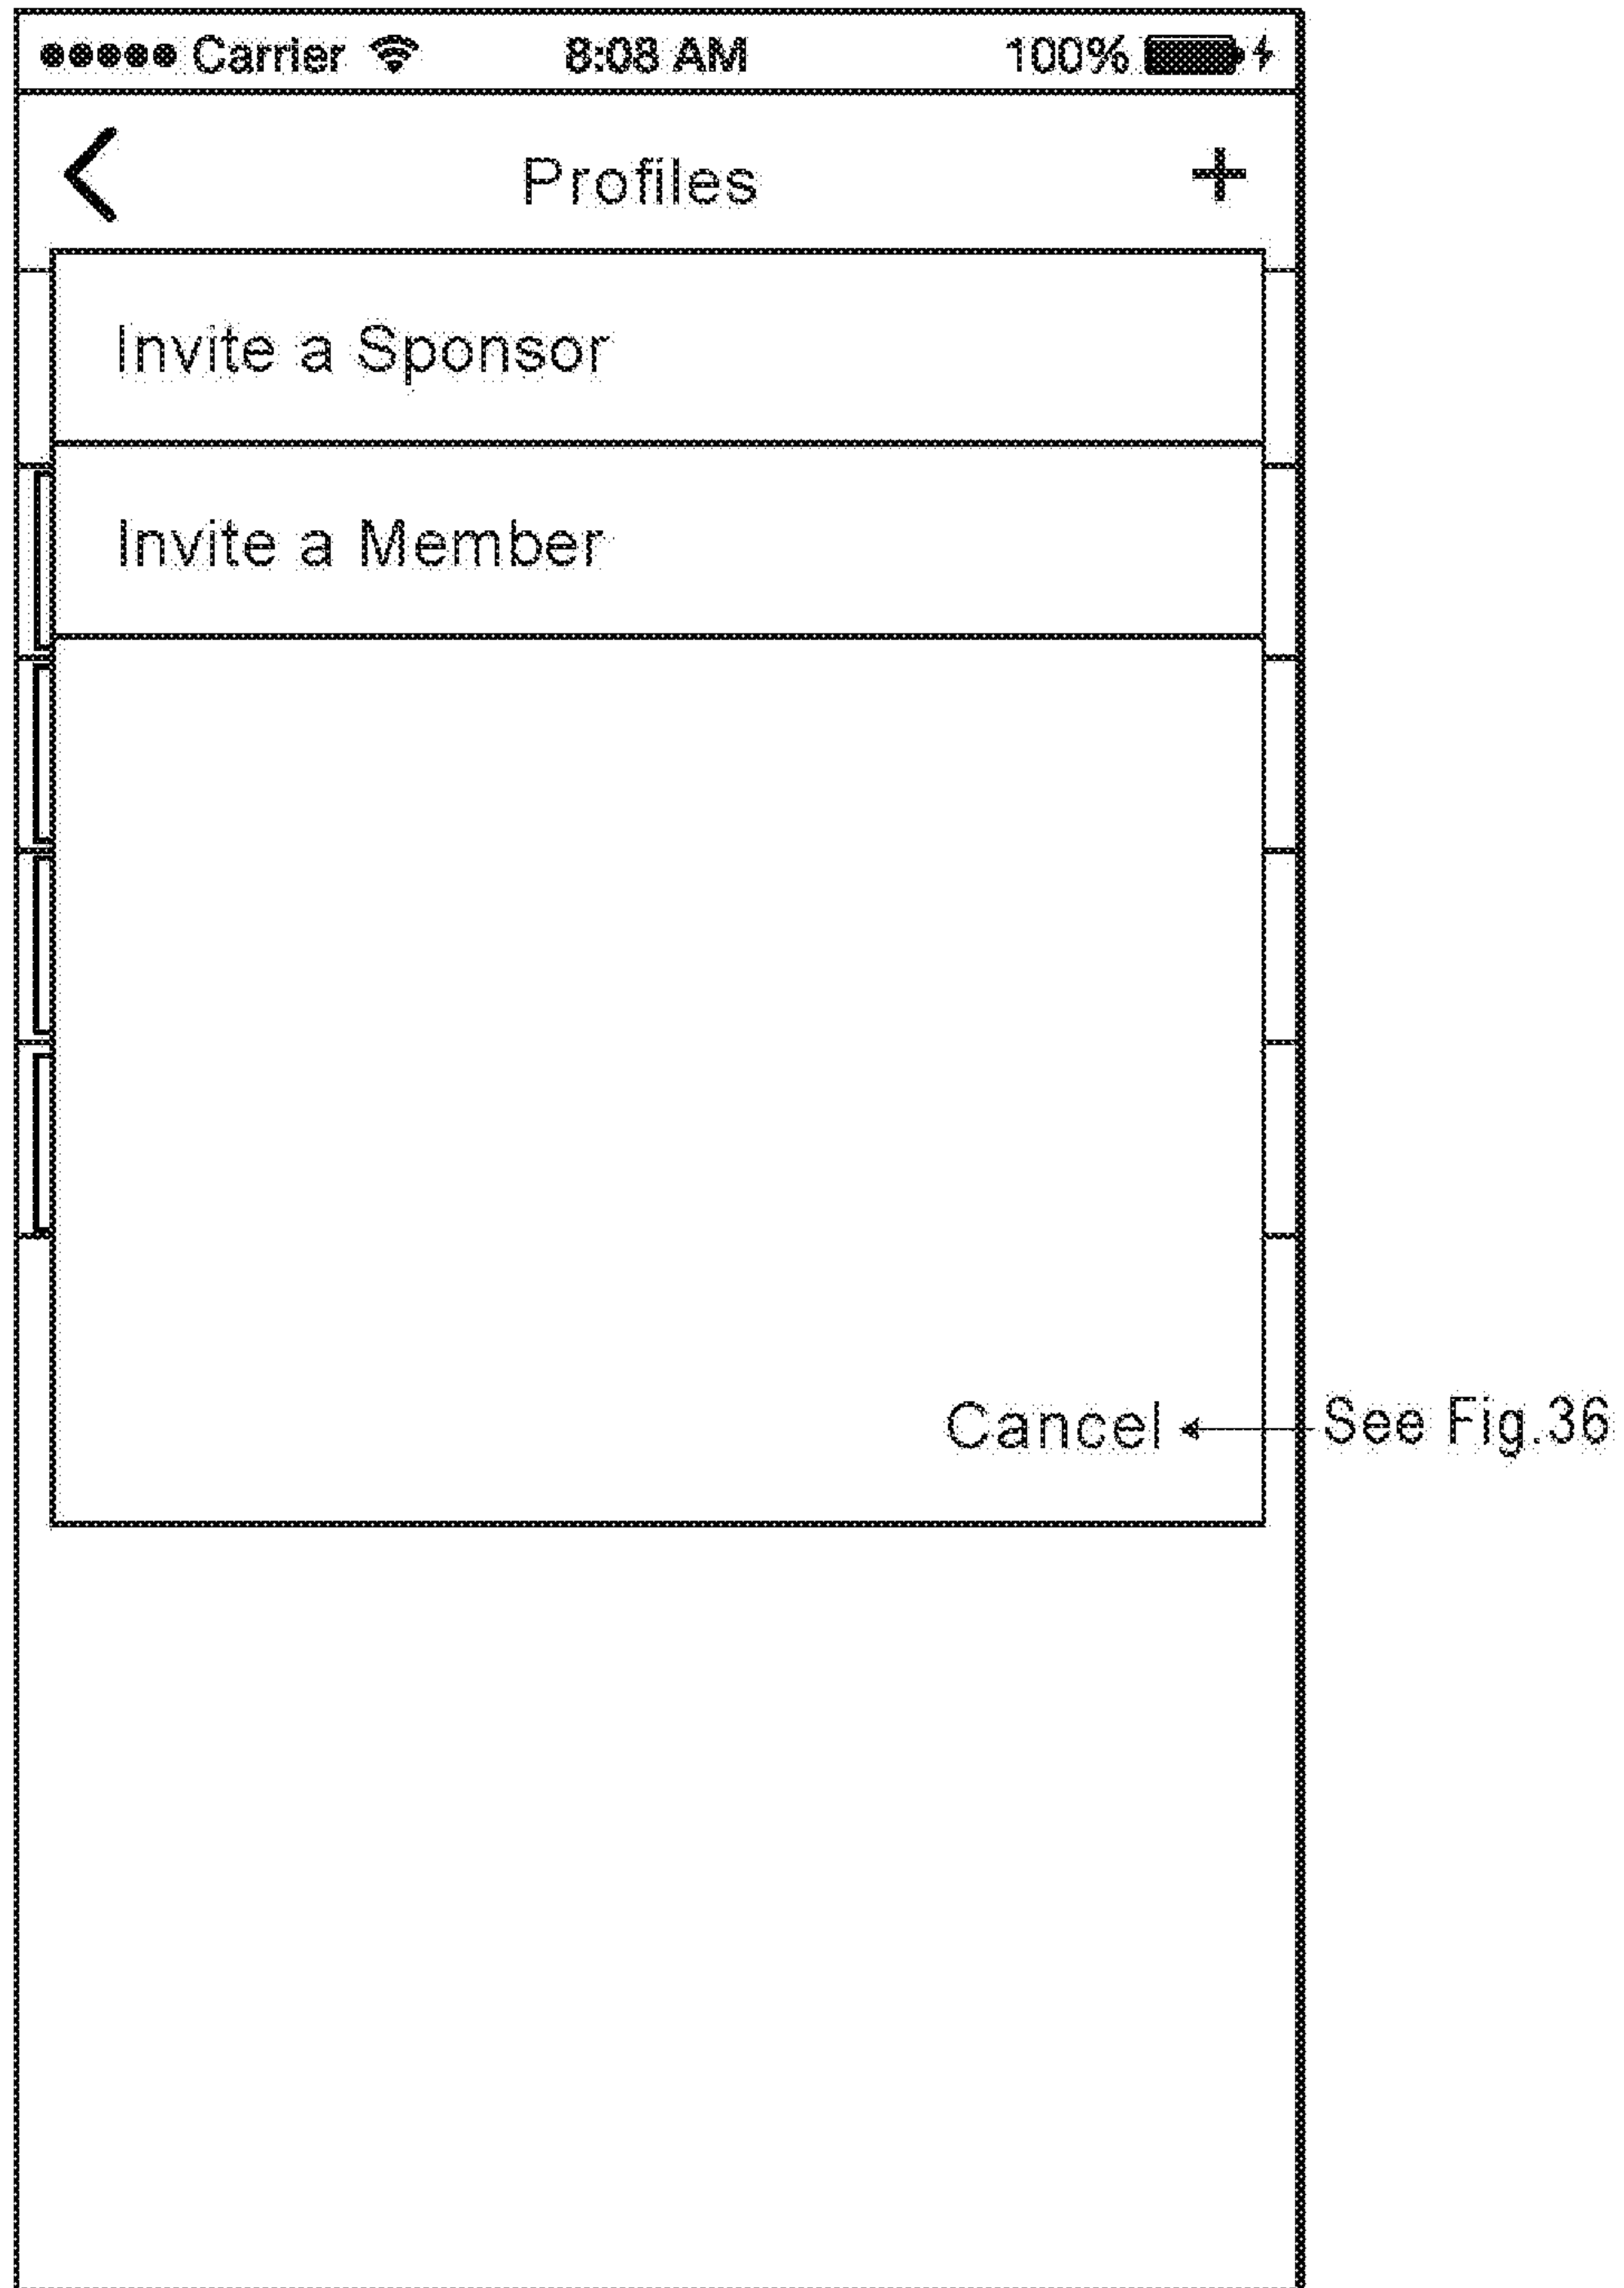 Carrier 8:08 AM 100%
Profiles +
Invite a Sponsor
Invite a Member
Cancel See Fig.36